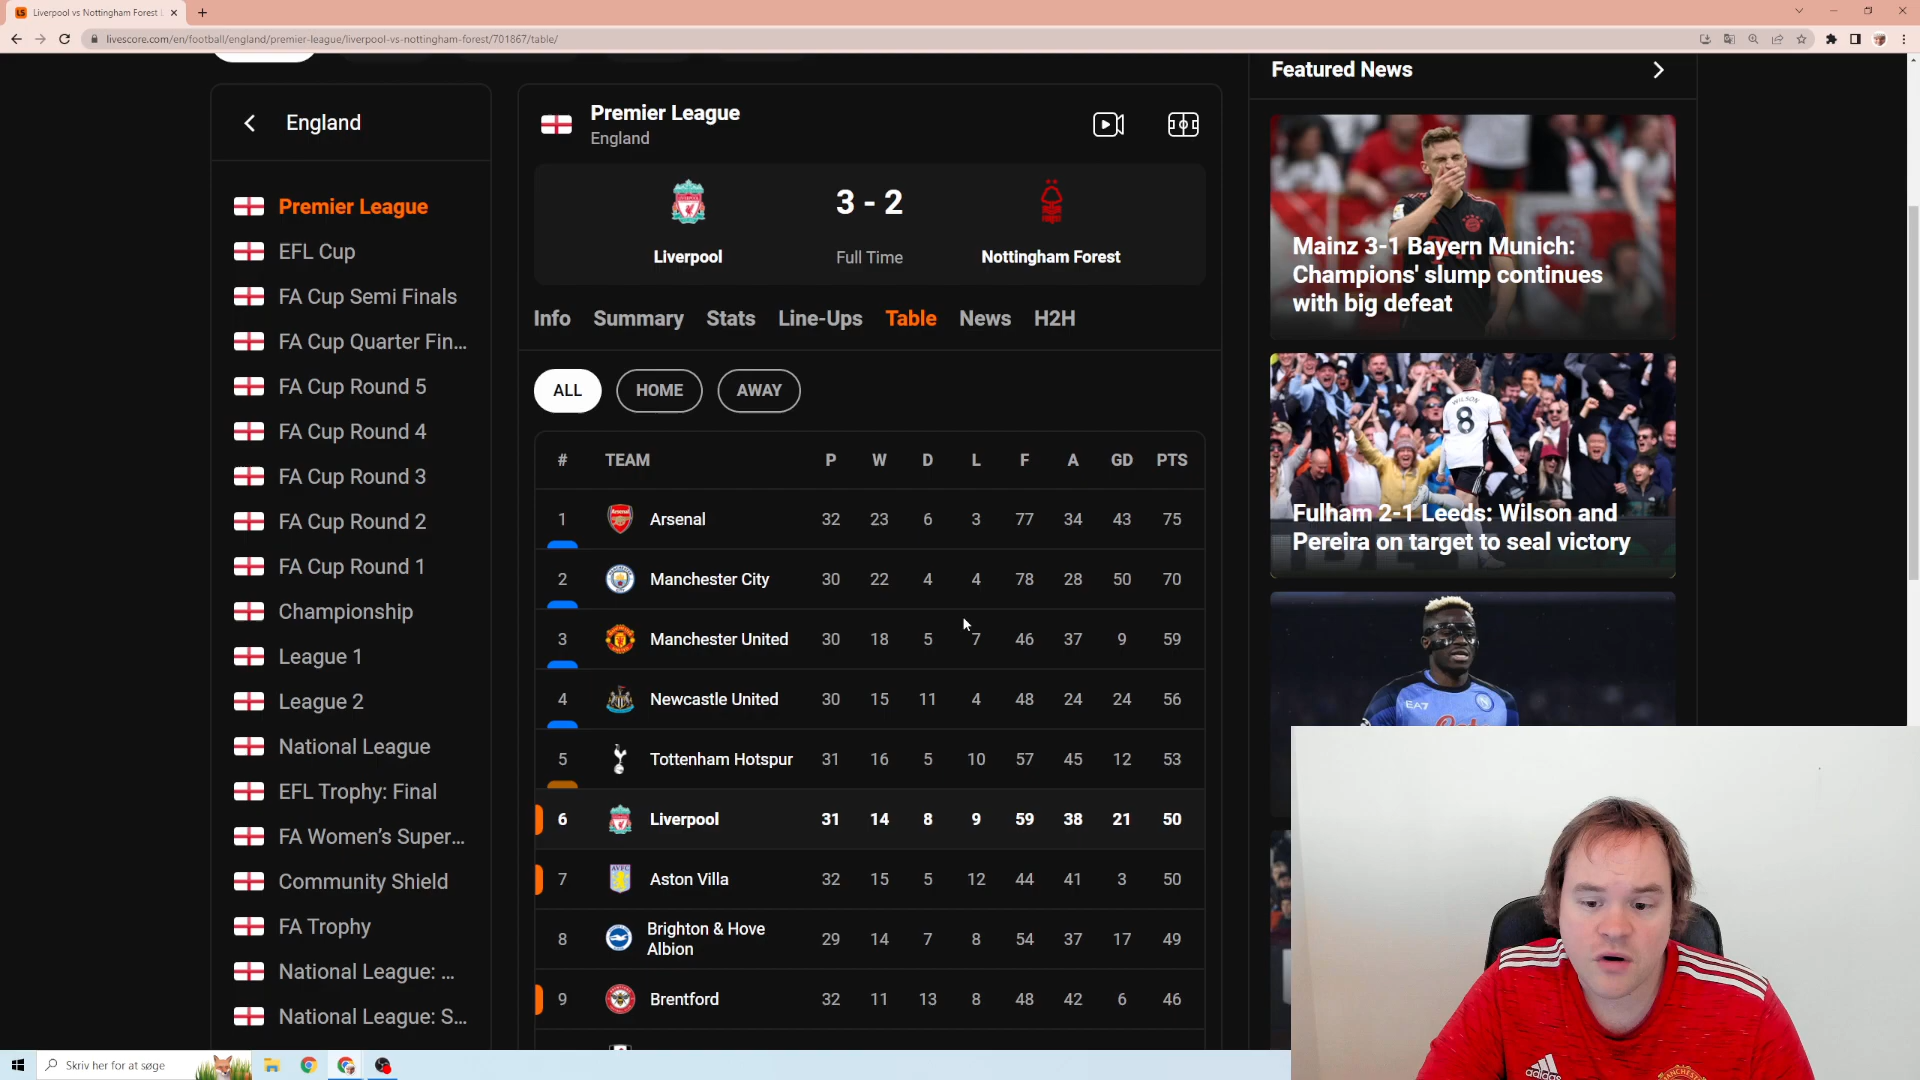 Liverpool vs Nottingham Forest L
livescore.com/en/football/england/premier-league/liverpool-vs-nottingham-forest/701867/table/
England
Premier League
EFL Cup
FA Cup Semi Finals
FA Cup Quarter Fin...
FA Cup Round 5
FA Cup Round 4
FA Cup Round 3
FA Cup Round 2
FA Cup Round 1
Championship
League 1
League 2
National League
EFL Trophy: Final
FA Women's Super...
Community Shield
FA Trophy
National League: ...
National League: S...
Premier League
England
3 - 2
Liverpool Full Time Nottingham Forest
Info Summary Stats Line-Ups Table News H2H
ALL HOME AWAY
# TEAM P W D L F A GD PTS
1 Arsenal 32 23 6 3 77 34 43 75
2 Manchester City 30 22 4 4 78 28 50 70
3 Manchester United 30 18 5 7 46 37 9 59
4 Newcastle United 30 15 11 4 48 24 24 56
5 Tottenham Hotspur 31 16 5 10 57 45 12 53
6 Liverpool 31 14 8 9 59 38 21 50
7 Aston Villa 32 15 5 12 44 41 3 50
8 Brighton & Hove Albion 29 14 7 8 54 37 17 49
9 Brentford 32 11 13 8 48 42 6 46
Featured News
Mainz 3-1 Bayern Munich:
Champions' slump continues
with big defeat
WILSON
8
Fulham 2-1 Leeds: Wilson and
Pereira on target to seal victory
EA7
adidas
Skriv her for at søge